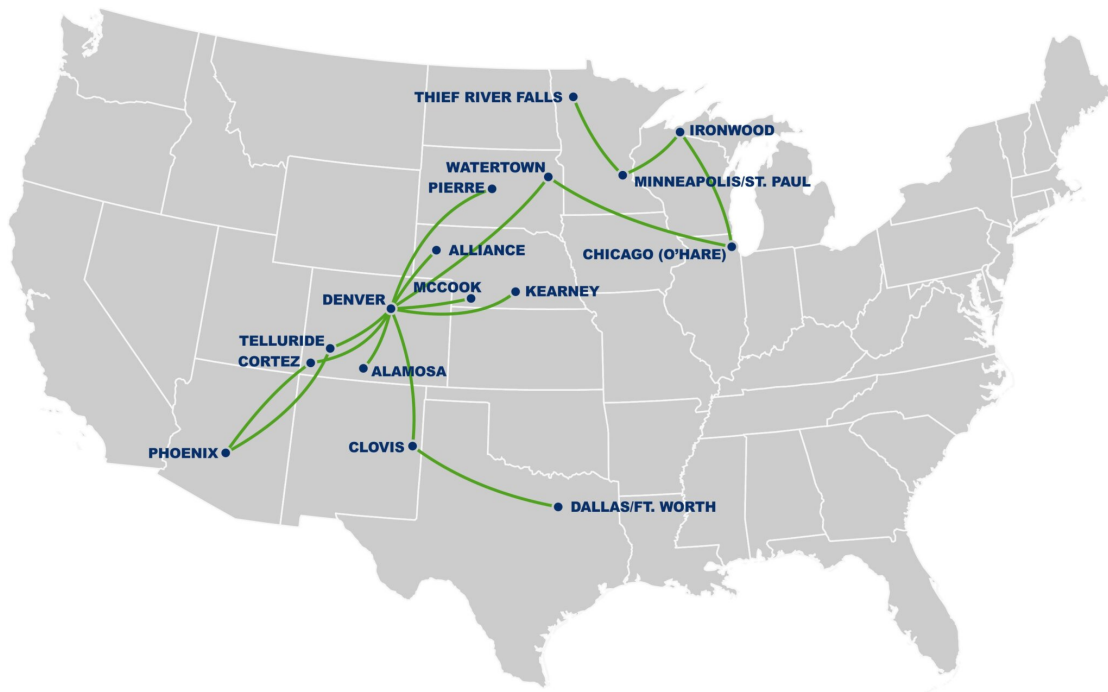 THIEF RIVER FALLS
IRONWOOD
WATERTOWN
MINNEAPOLIS/ST. PAUL
PIERRE
ALLIANCE
CHICAGO (O'HARE)
MCCOOK
KEARNEY
DENVER
TELLURIDE
CORTEZ
ALAMOSA
PHOENIX
CLOVIS
DALLAS/FT. WORTH